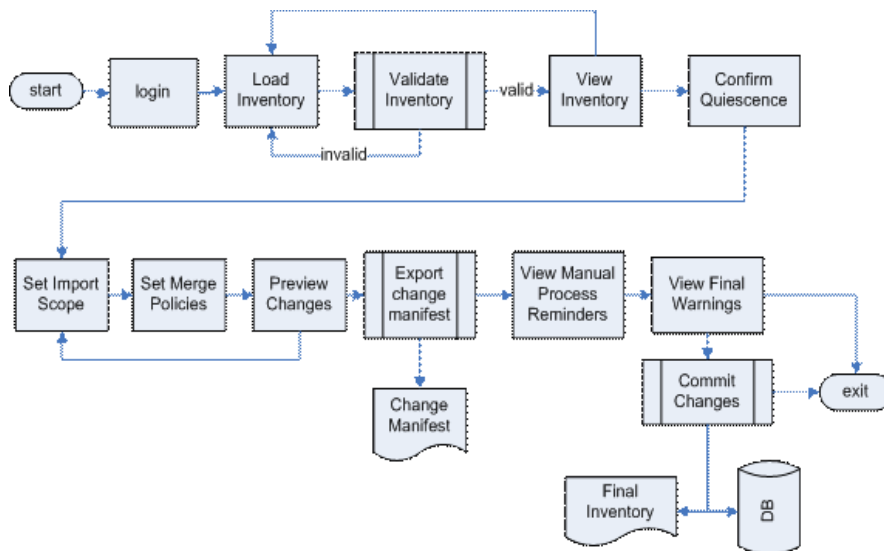 start
login
Load
Inventory
Validate
Inventory
valid
View
Inventory
Confirm
Quiescence
invalid
Set Import
Scope
Set Merge
Policies
Preview
Changes
Export
change
manifest
View Manual
Process
Reminders
View Final
Warnings
Change
Manifest
Commit
Changes
exit
Final
Inventory
DB